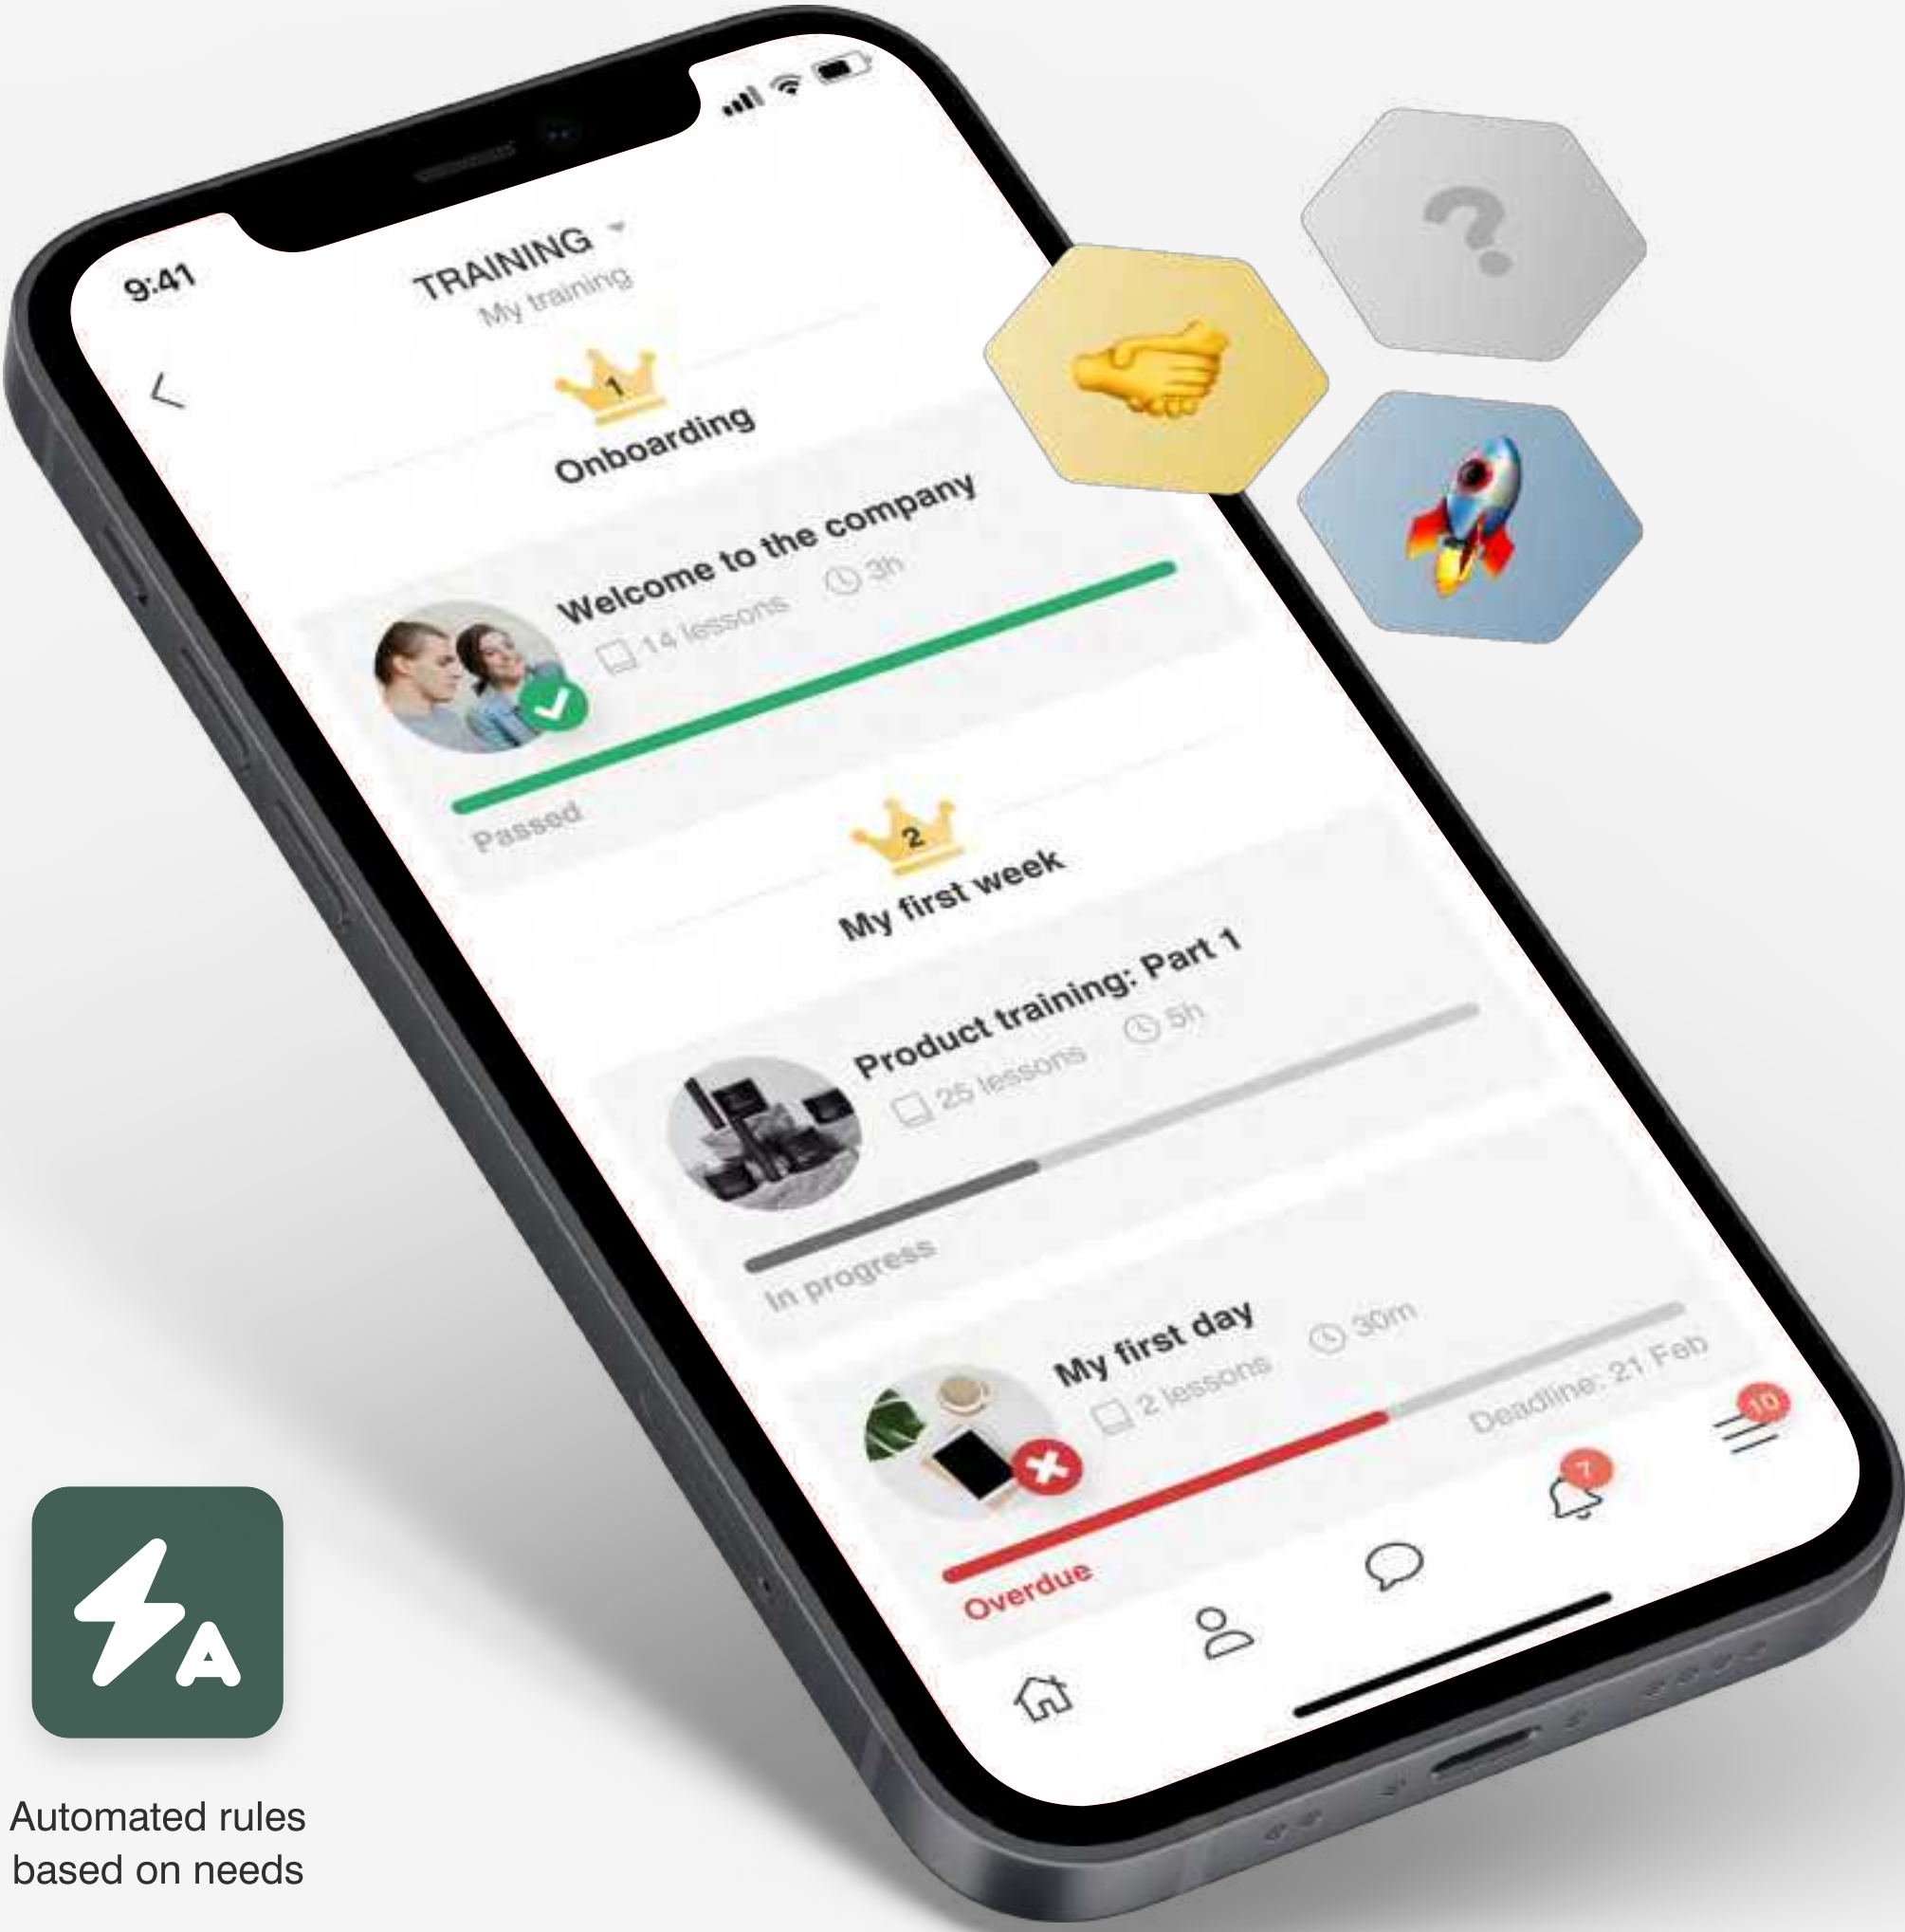 9:41
TRAINING
My training
1
Onboarding
Welcome to the company
14 lessons 3h
Passed
2
My first week
Product training: Part 1
25 lessons 5h
In progress
My first day
2 lessons 30m
Deadline: 21 Feb
Overdue
7
10
?
A
Automated rules
based on needs